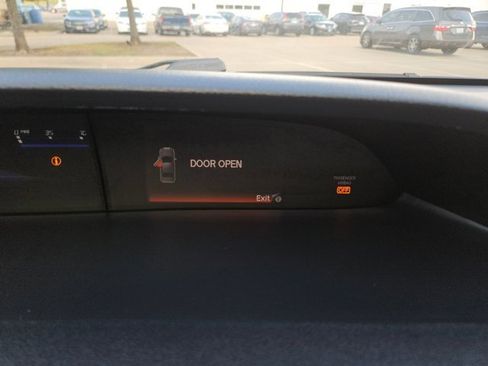 DOOR OPEN
PASSENGER
AIRBAG
OFF
Exit